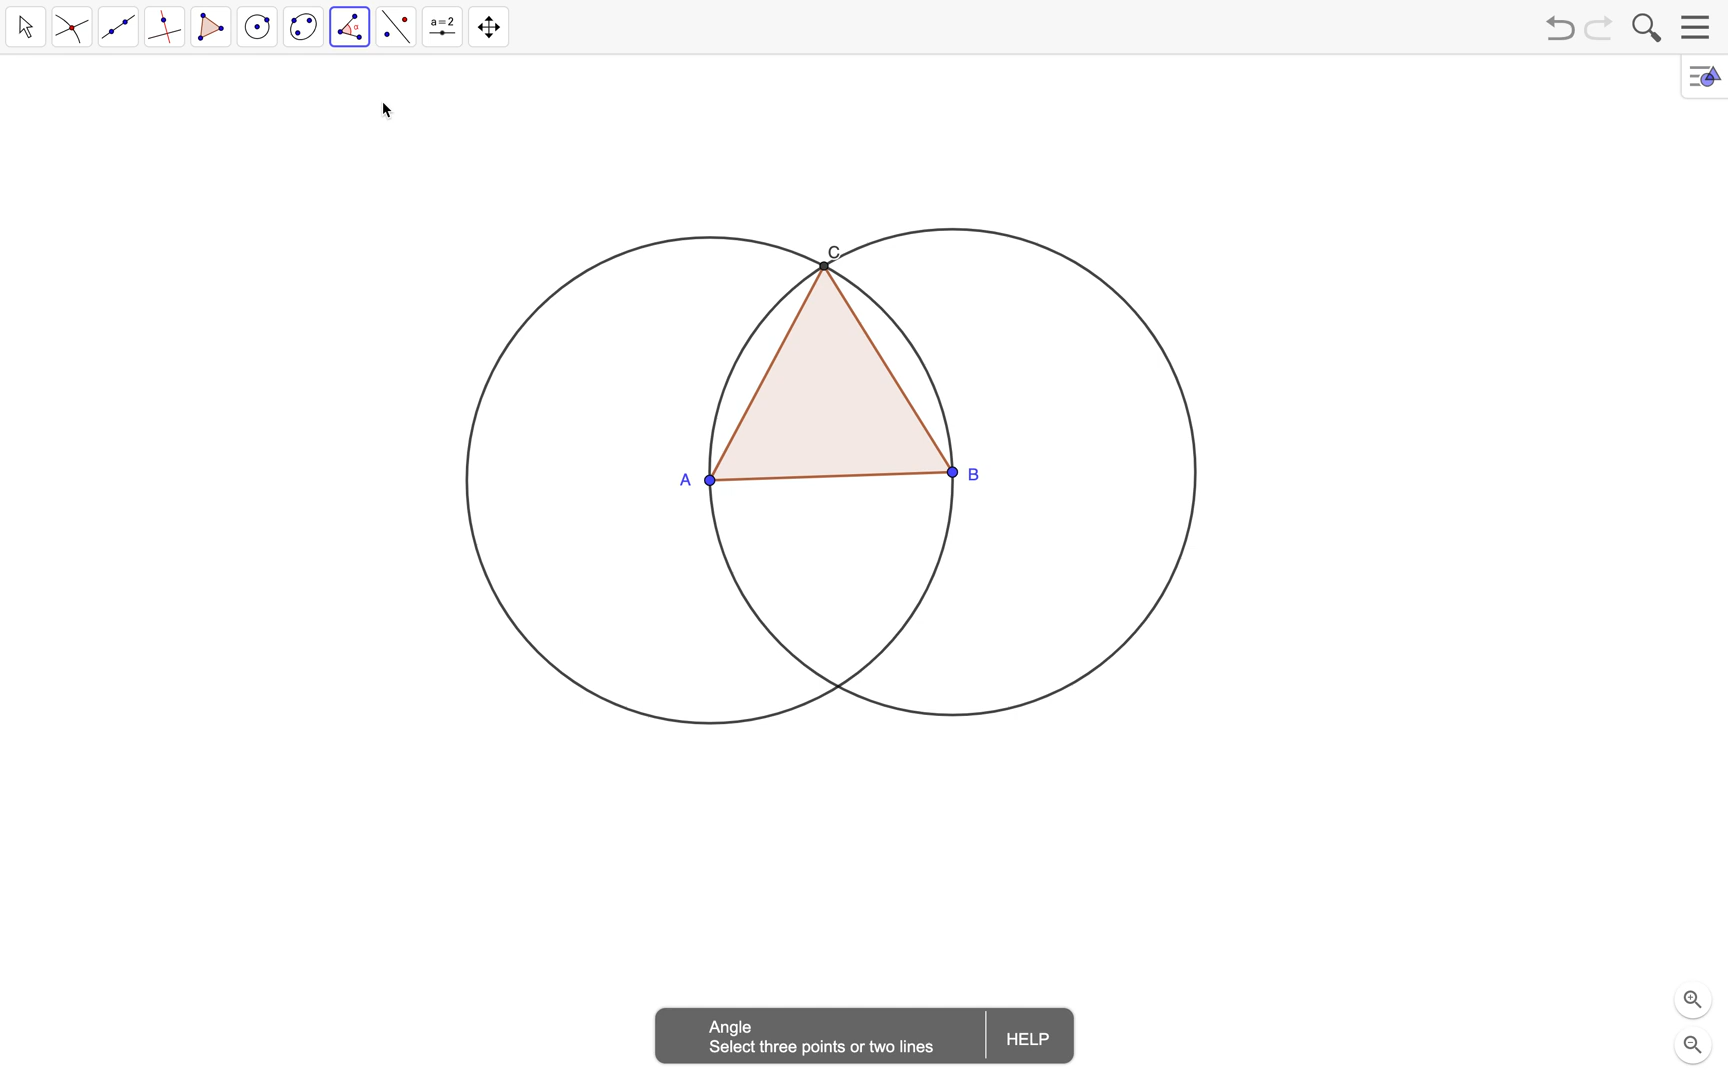 α
a=2
C
A
B
Angle
Select three points or two lines
HELP